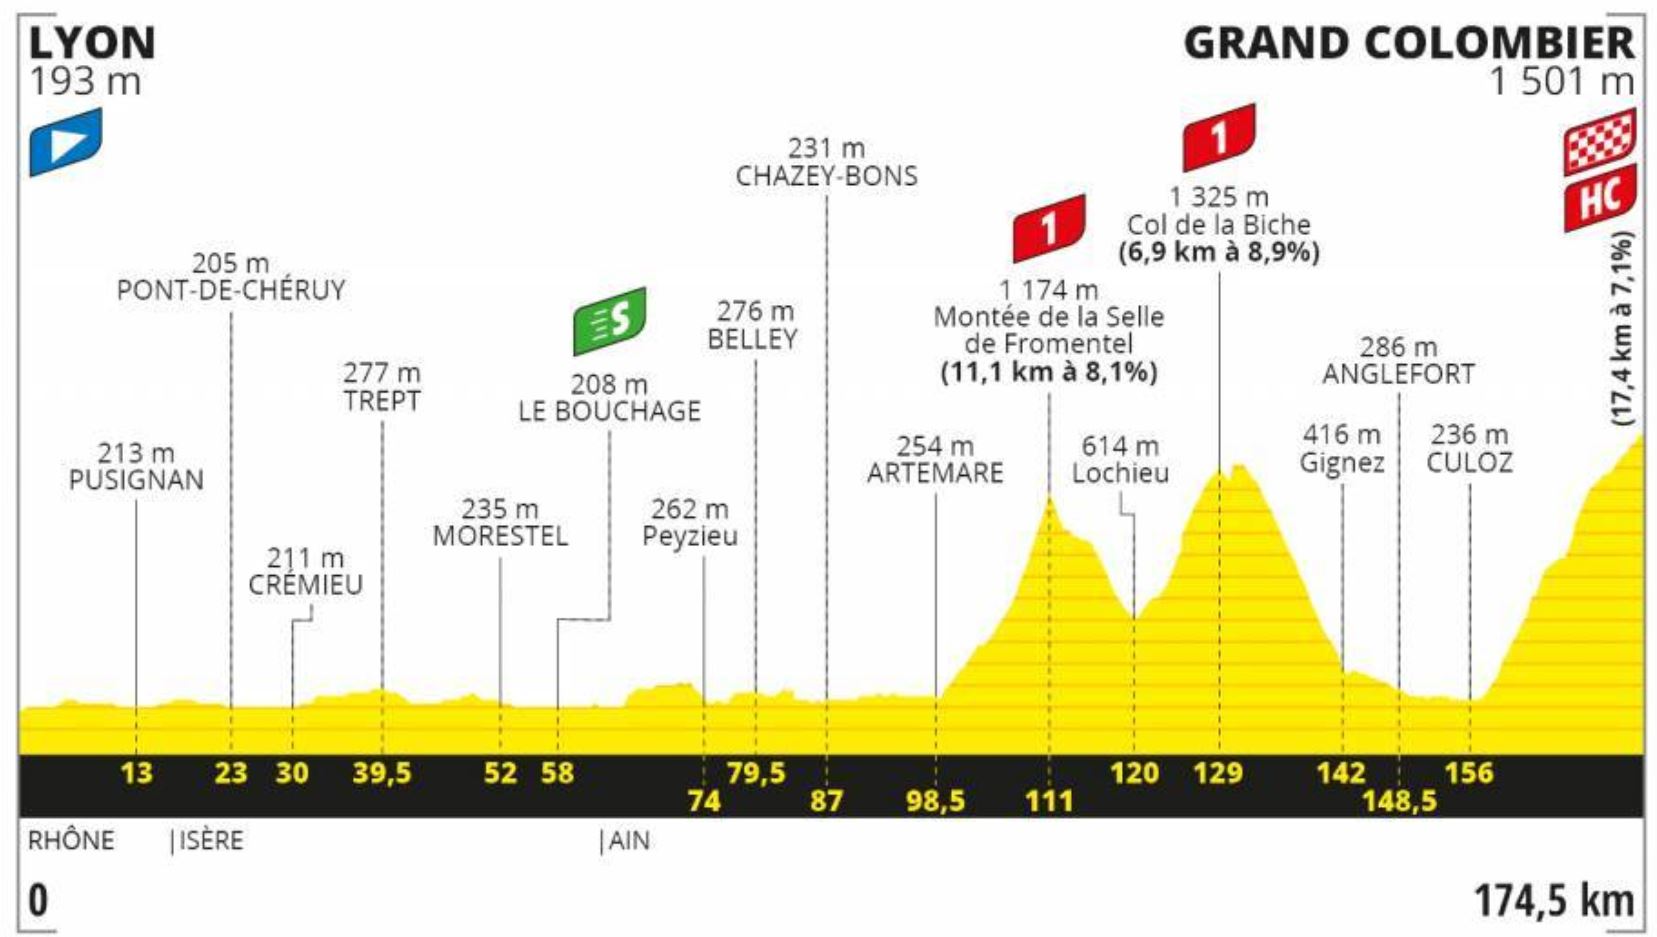 LYON
193 m
GRAND COLOMBIER
1 501 m
1
HC
(17,4 km à 7,1%)
231 m
CHAZEY-BONS
1
1 325 m
Col de la Biche
(6,9 km à 8,9%)
205 m
PONT-DE-CHÉRUY
S
276 m
BELLEY
1 174 m
Montée de la Selle
de Fromentel
(11,1 km à 8,1%)
286 m
ANGLEFORT
277 m
TREPT
208 m
LE BOUCHAGE
213 m
PUSIGNAN
254 m
ARTEMARE
614 m
Lochieu
416 m
Gignez
236 m
CULOZ
235 m
MORESTEL
262 m
Peyzieu
211 m
CRÉMIEU
13 23 30 39,5 52 58 79,5 120 129 142 156
74 87 98,5 111 148,5
RHÔNE |ISÈRE |AIN
0 174,5 km